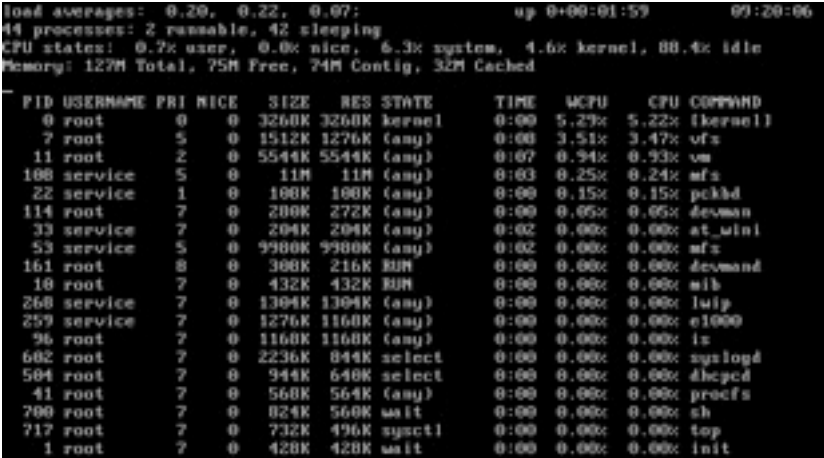 load averages:  0.20,  0.22,  0.07;               up 0+00:01:59        09:20:06
44 processes: 2 runnable, 42 sleeping
CPU states:  0.7% user,  0.0% nice,  6.3% system,  4.6% kernel, 88.4% idle
Memory: 127M Total, 75M Free, 74M Contig, 32M Cached
PID USERNAME PRI NICE   SIZE    RES STATE      TIME   WCPU    CPU COMMAND
0 root       0    0  3268K  3268K kernel     0:00  5.29%  5.22% [kernel]
7 root       5    0  1512K  1276K (any)      0:08  3.51%  3.47% vfs
11 root       2    0  5544K  5544K (any)      0:07  0.94%  0.93% vm
108 service    5    0    11M    11M (any)      0:03  0.25%  0.24% mfs
22 service    1    0   108K   108K (any)      0:00  0.15%  0.15% pckbd
114 root       7    0   280K   272K (any)      0:00  0.05%  0.05% devman
33 service    7    0   204K   204K (any)      0:02  0.00%  0.00% at_wini
53 service    5    0  9980K  9980K (any)      0:02  0.00%  0.00% mfs
161 root       8    0   308K   216K RUN        0:00  0.00%  0.00% devmand
10 root       7    0   432K   432K RUN        0:00  0.00%  0.00% mib
268 service    7    0  1304K  1304K (any)      0:00  0.00%  0.00% lwip
259 service    7    0  1276K  1168K (any)      0:00  0.00%  0.00% e1000
96 root       7    0  1168K  1168K (any)      0:00  0.00%  0.00% is
602 root       7    0  2236K   844K select     0:00  0.00%  0.00% syslogd
504 root       7    0   944K   640K select     0:00  0.00%  0.00% dhcpcd
41 root       7    0   568K   564K (any)      0:00  0.00%  0.00% procfs
700 root       7    0   824K   560K wait       0:00  0.00%  0.00% sh
717 root       7    0   732K   496K sysctl     0:00  0.00%  0.00% top
1 root       7    0   428K   428K wait       0:00  0.00%  0.00% init